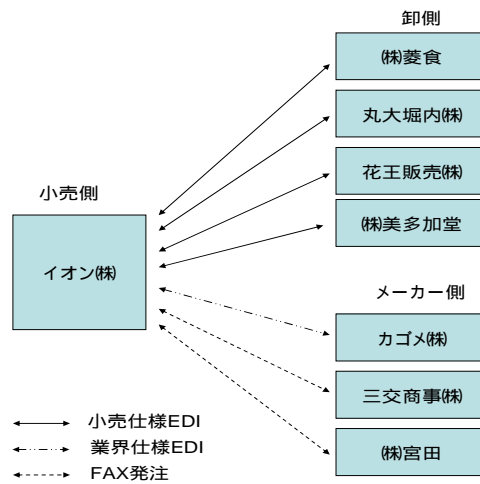 卸側
㈱菱食
丸大堀内㈱
花王販売㈱
㈱美多加堂
小売側
イオン㈱
メーカー側
カゴメ㈱
三交商事㈱
㈱宮田
小売仕様EDI
業界仕様EDI
FAX発注